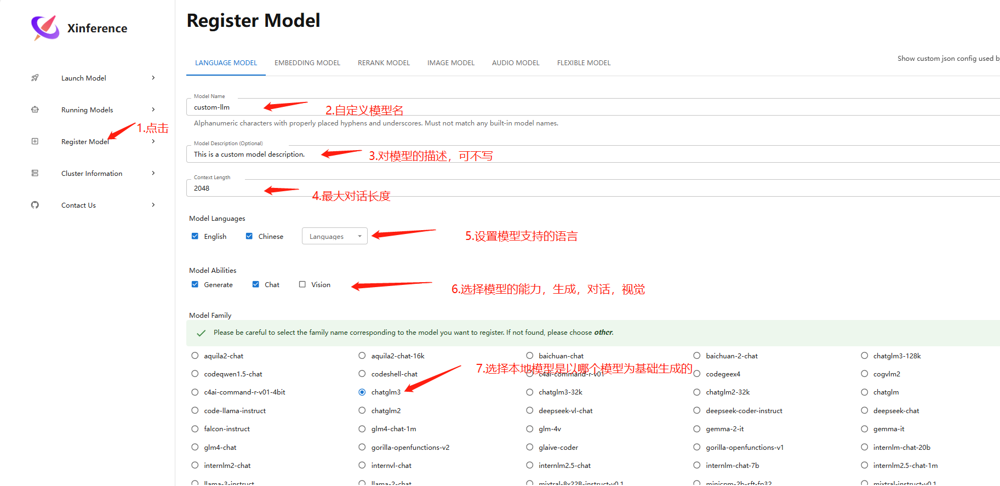 Xinference
Register Model
LANGUAGE MODEL EMBEDDING MODEL RERANK MODEL IMAGE MODEL AUDIO MODEL FLEXIBLE MODEL
Show custom json config used by
Launch Model
Running Models
1.点击
Register Model
Cluster Information
Contact Us
Model Name
custom-llm
2.自定义模型名
Alphanumeric characters with properly placed hyphens and underscores. Must not match any built-in model names.
Model Description (Optional)
This is a custom model description.
3.对模型的描述，可不写
Context Length
2048
4.最大对话长度
Model Languages
English Chinese Languages
5.设置模型支持的语言
Model Abilities
Generate Chat Vision
6.选择模型的能力，生成，对话，视觉
Model Family
Please be careful to select the family name corresponding to the model you want to register. If not found, please choose other.
aquila2-chat aquila2-chat-16k baichuan-chat baichuan-2-chat chatglm3-128k
7.选择本地模型是以哪个模型为基础生成的
codeqwen1.5-chat codeshell-chat c4ai-command-r-v01 codegeex4 cogvlm2
c4ai-command-r-v01-4bit chatglm3 chatglm3-32k chatglm2-32k chatglm
code-llama-instruct chatglm2 deepseek-vl-chat deepseek-coder-instruct deepseek-chat
falcon-instruct glm4-chat-1m glm-4v gemma-2-it gemma-it
glm4-chat gorilla-openfunctions-v2 glaive-coder gorilla-openfunctions-v1 internlm-chat-20b
internlm2-chat internvl-chat internlm2.5-chat internlm-chat-7b internlm2.5-chat-1m
llama-3-instruct llama-2-chat mixtral-8x22B-instruct-v0.1 minicpm-2b-sft-fp32 mixtral-instruct-v0.1